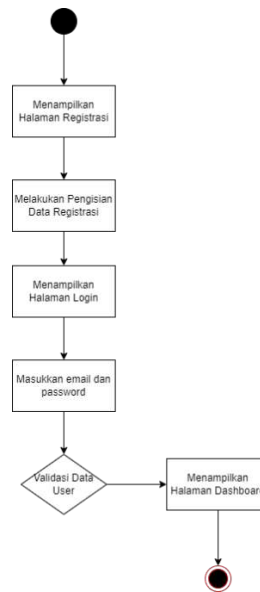 Menampilkan
Halaman Registrasi
Melakukan Pengisian
Data Registrasi
Menampilkan
Halaman Login
Masukkan email dan
password
Validasi Data
User
Menampilkan
Halaman Dashboard